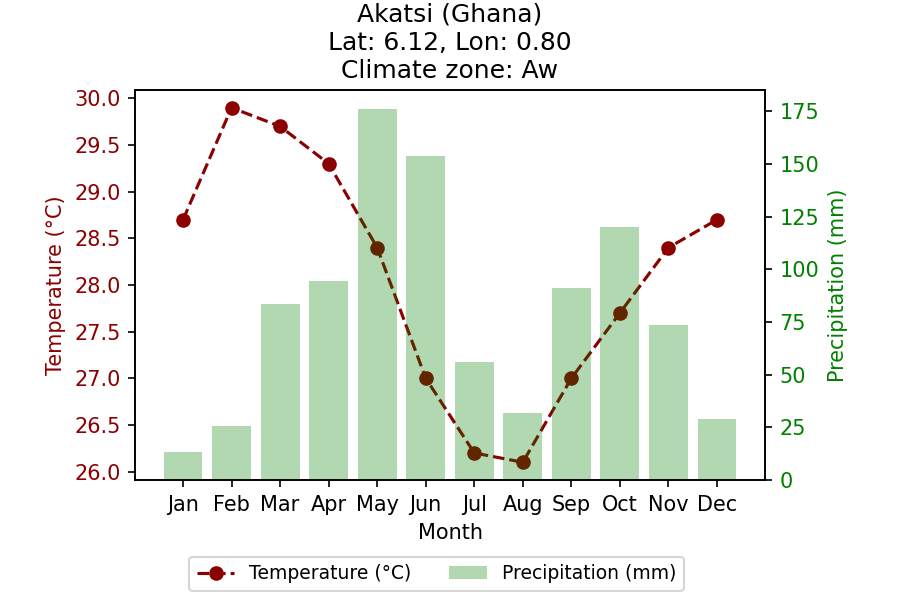 Akatsi (Ghana)
Lat: 6.12, Lon: 0.80
Climate zone: Aw
30.0
29.5
29.0
28.5
28.0
27.5
27.0
26.5
26.0
Temperature (°C)
175
150
125
100
75
50
25
0
Precipitation (mm)
Jan Feb Mar Apr May Jun Jul Aug Sep Oct Nov Dec
Month
Temperature (°C) Precipitation (mm)